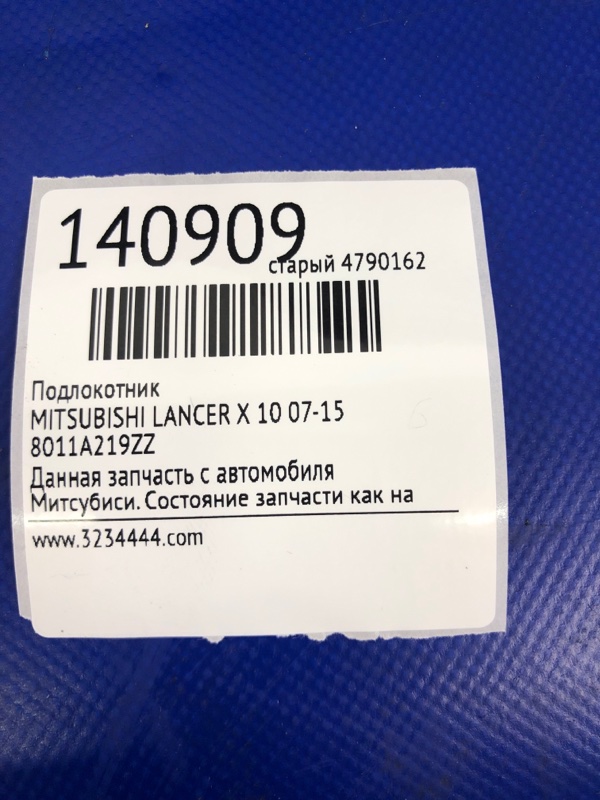 140909
старый 4790162
Подлокотник
MITSUBISHI LANCER X 10 07-15
8011A219ZZ
Данная запчасть с автомобиля
Митсубиси. Состояние запчасти как на
www.3234444.com